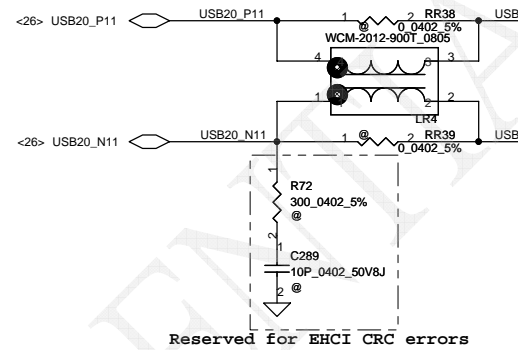 <26> USB20_P11 USB20_P11 1 2 RR38 USB
@ 0_0402_5%
WCM-2012-900T_0805
4 3 3
1 2 2
LR4
<26> USB20_N11 USB20_N11 1 @ 2 RR39 USB
0_0402_5%
1
R72
300_0402_5%
@
2
1
C289
10P_0402_50V8J
2 @
Reserved for EHCI CRC errors